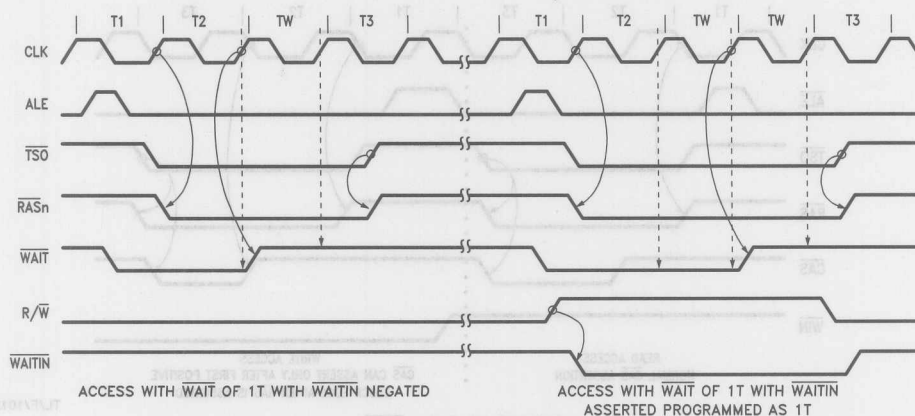 T1 T2 TW T3 T1 T2 TW TW T3
CLK
ALE
TSO
RASn
WAIT
R/W
WAITIN
ACCESS WITH WAIT OF 1T WITH WAITIN NEGATED
ACCESS WITH WAIT OF 1T WITH WAITIN
ASSERTED PROGRAMMED AS 1T